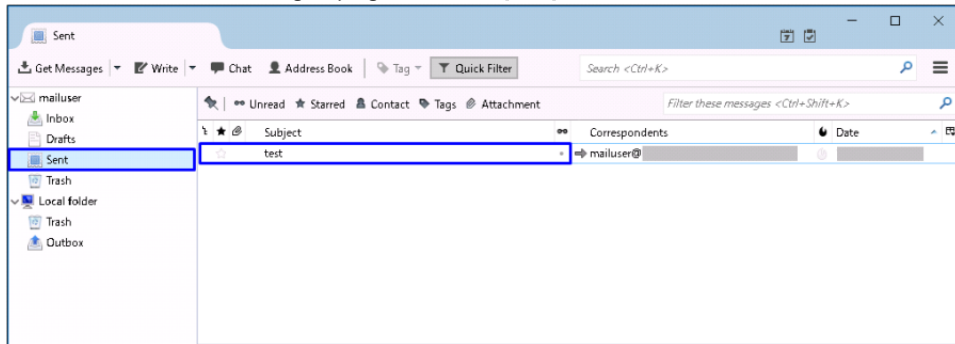 Sent
Get Messages Write Chat Address Book Tag Quick Filter Search <Ctrl+K>
mailuser
Inbox
Drafts
Sent
Trash
Local folder
Trash
Outbox
Unread Starred Contact Tags Attachment Filter these messages <Ctrl+Shift+K>
Subject Correspondents Date
test mailuser@